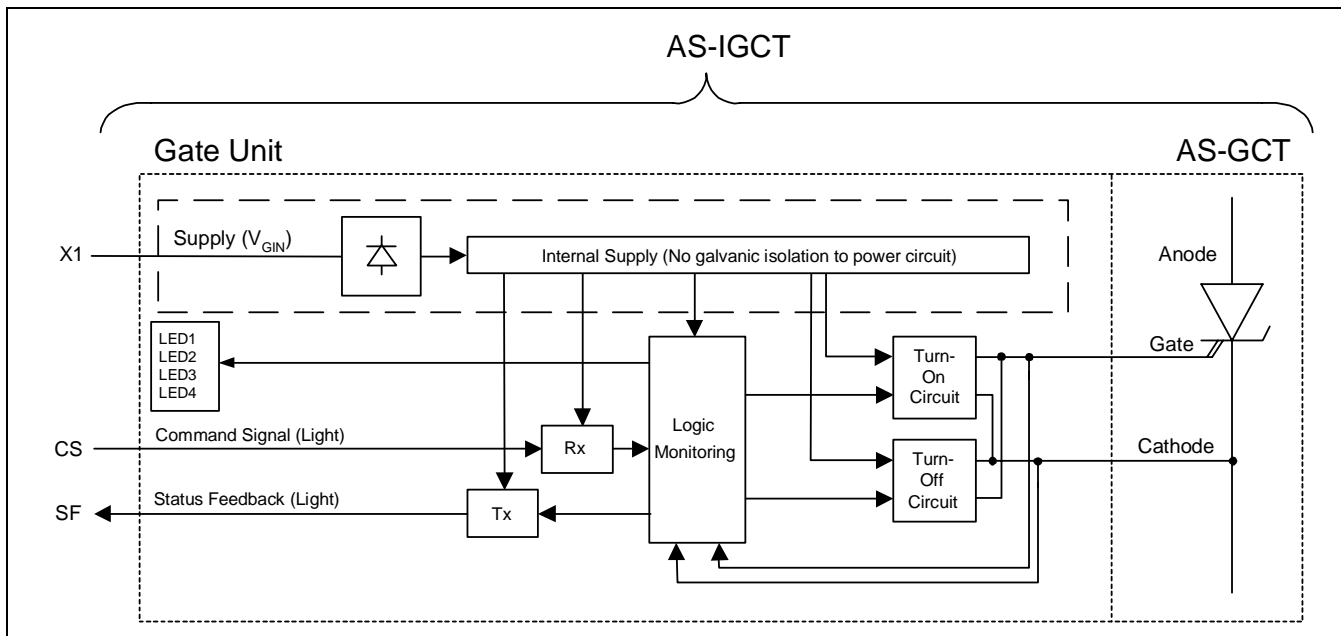 AS-IGCT
Gate Unit
AS-GCT
Supply (VGIN)
X1
Internal Supply (No galvanic isolation to power circuit)
Anode
LED1
LED2
LED3
LED4
Turn-
On
Circuit
Gate
Logic
Monitoring
CS
Command Signal (Light)
Rx
Turn-
Off
Circuit
Cathode
SF
Status Feedback (Light)
Tx